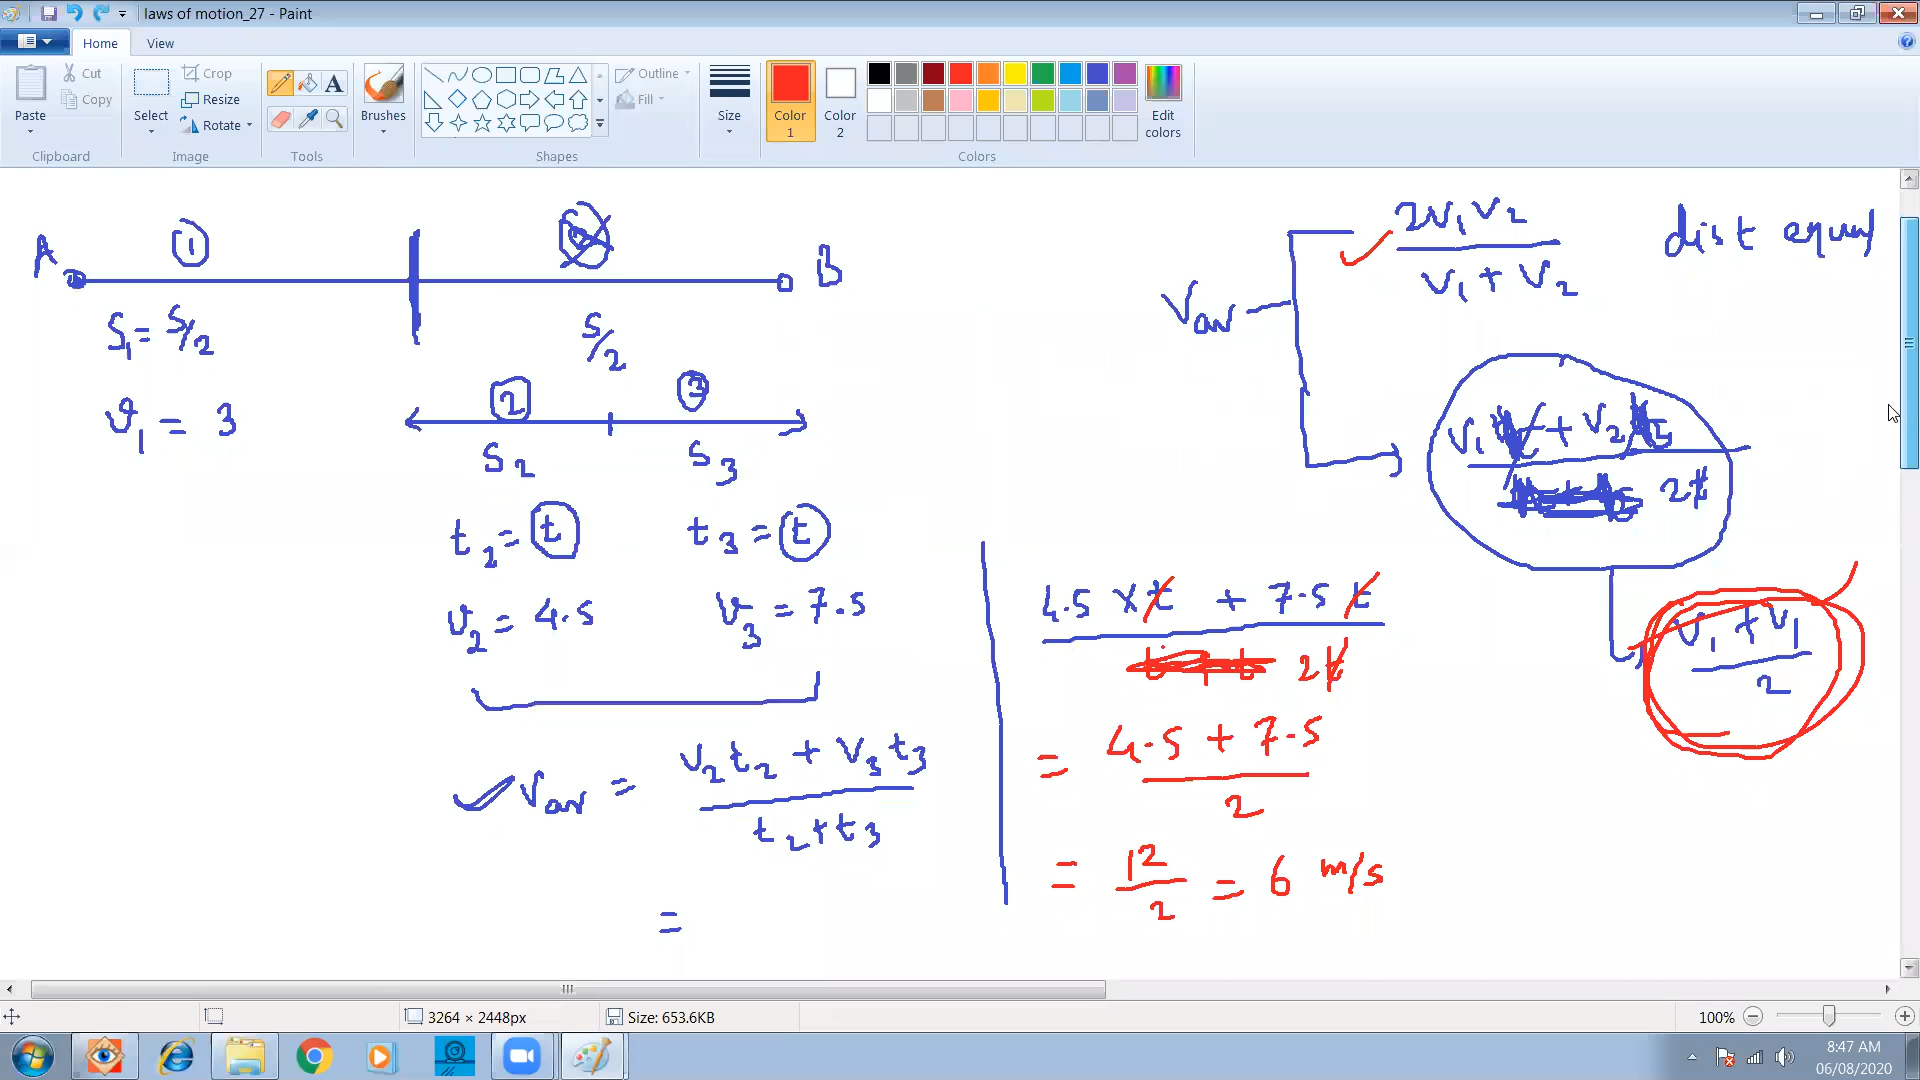 laws of motion_27 - Paint
Home View
Paste Cut Copy Clipboard
Select Crop Resize Rotate Image
Tools
Brushes
Shapes
Outline
Fill
Size
Color 1
Color 2
Edit colors
Colors
A ① B
S₁ = S/2
S/2
v₁ = 3
2 3
S₂ S₃
t₂ = t t₃ = t
v₂ = 4.5 v₃ = 7.5
Vav = (V₂t₂ + V₃t₃) / (t₂ + t₃)
=
4.5 × t + 7.5 t
t + t 2t
= (4.5 + 7.5) / 2
= 12/2 = 6 m/s
Vav
2V₁V₂ / (V₁ + V₂) dist equal
V₁ + V₂
2t
(V₁ + V₁) / 2
3264 × 2448px
Size: 653.6KB
100%
8:47 AM
06/08/2020